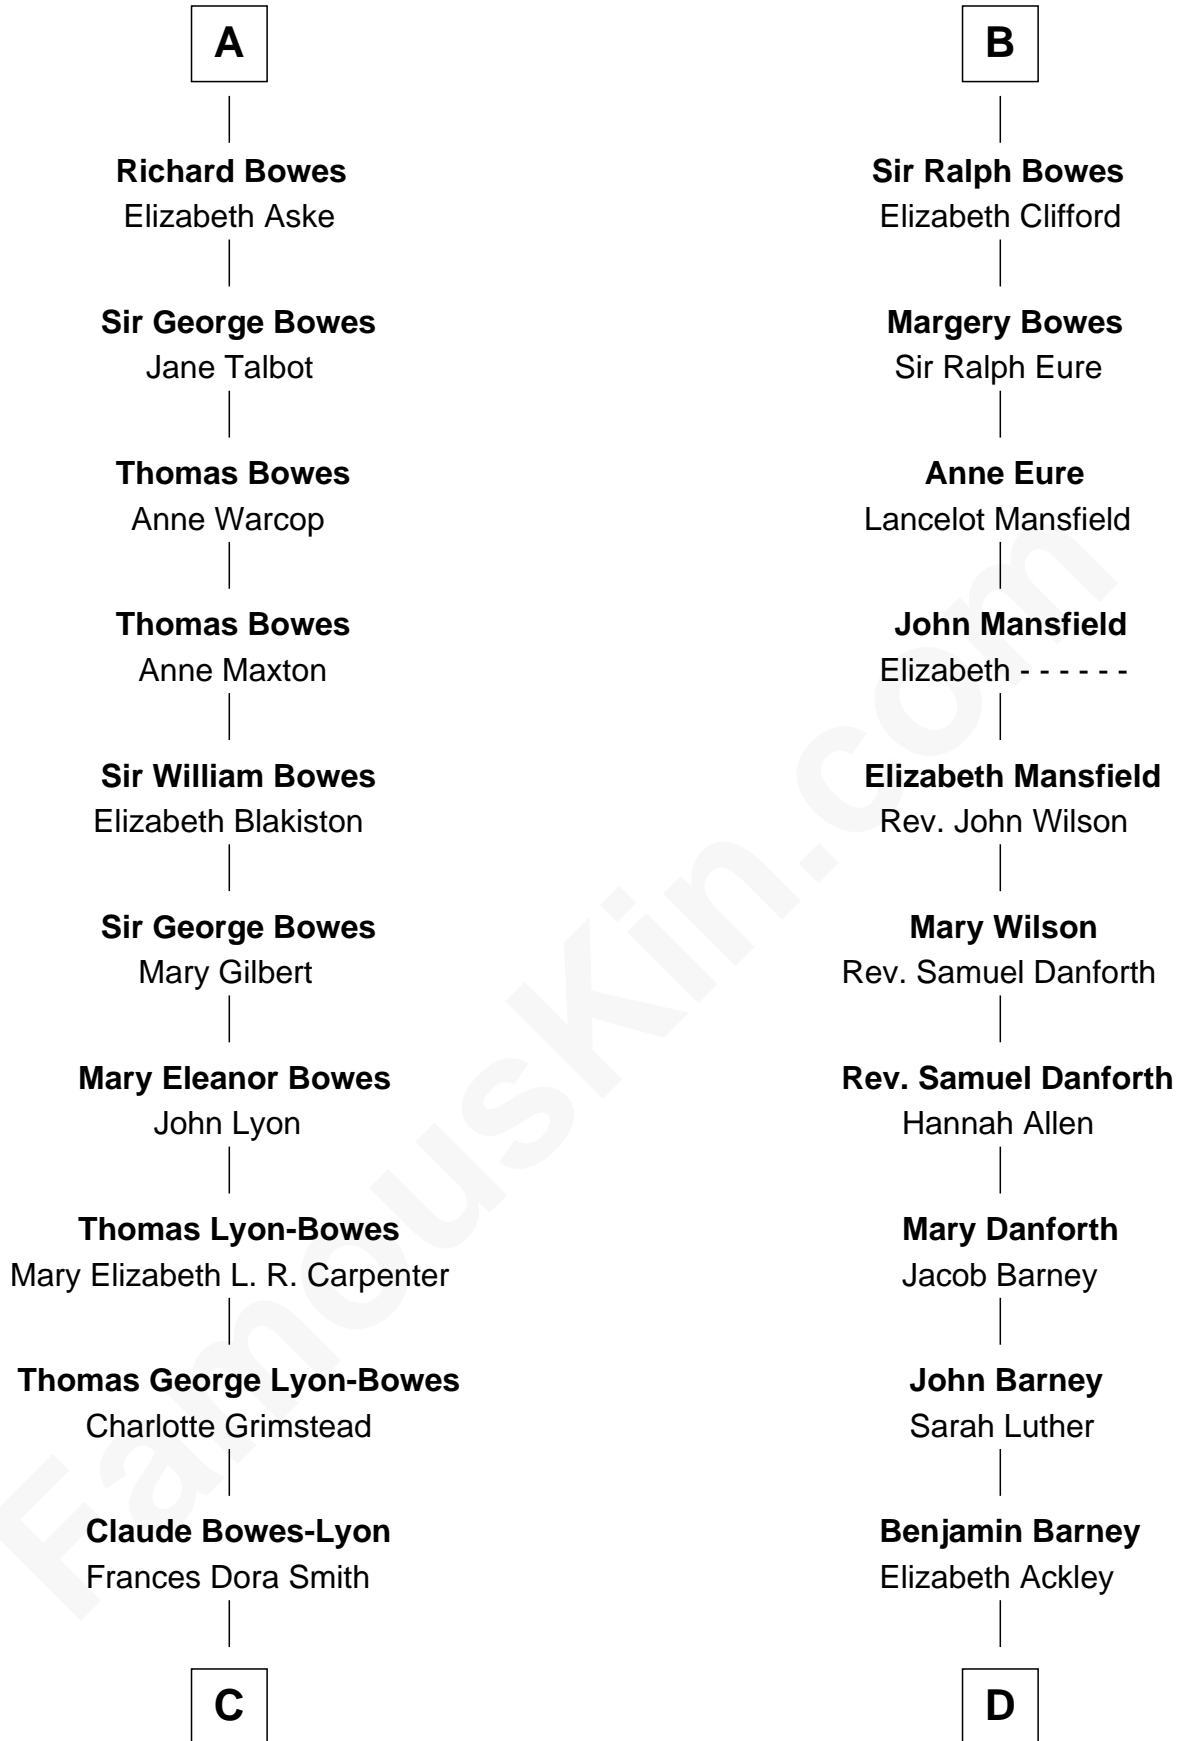 A
Richard Bowes
Elizabeth Aske
Sir George Bowes
Jane Talbot
Thomas Bowes
Anne Warcop
Thomas Bowes
Anne Maxton
Sir William Bowes
Elizabeth Blakiston
Sir George Bowes
Mary Gilbert
Mary Eleanor Bowes
John Lyon
Thomas Lyon-Bowes
Mary Elizabeth L. R. Carpenter
Thomas George Lyon-Bowes
Charlotte Grimstead
Claude Bowes-Lyon
Frances Dora Smith
C
B
Sir Ralph Bowes
Elizabeth Clifford
Margery Bowes
Sir Ralph Eure
Anne Eure
Lancelot Mansfield
John Mansfield
Elizabeth - - - - - -
Elizabeth Mansfield
Rev. John Wilson
Mary Wilson
Rev. Samuel Danforth
Rev. Samuel Danforth
Hannah Allen
Mary Danforth
Jacob Barney
John Barney
Sarah Luther
Benjamin Barney
Elizabeth Ackley
D
FamousKin.com